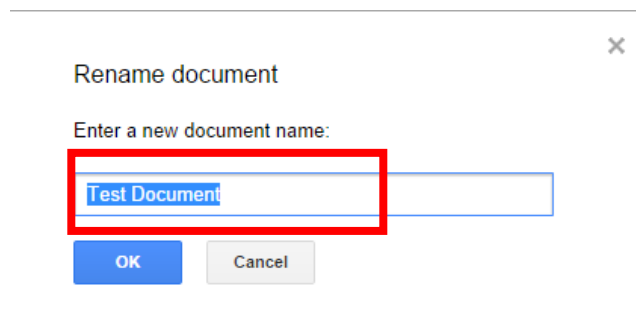 Rename document
Enter a new document name:
Test Document
OK Cancel